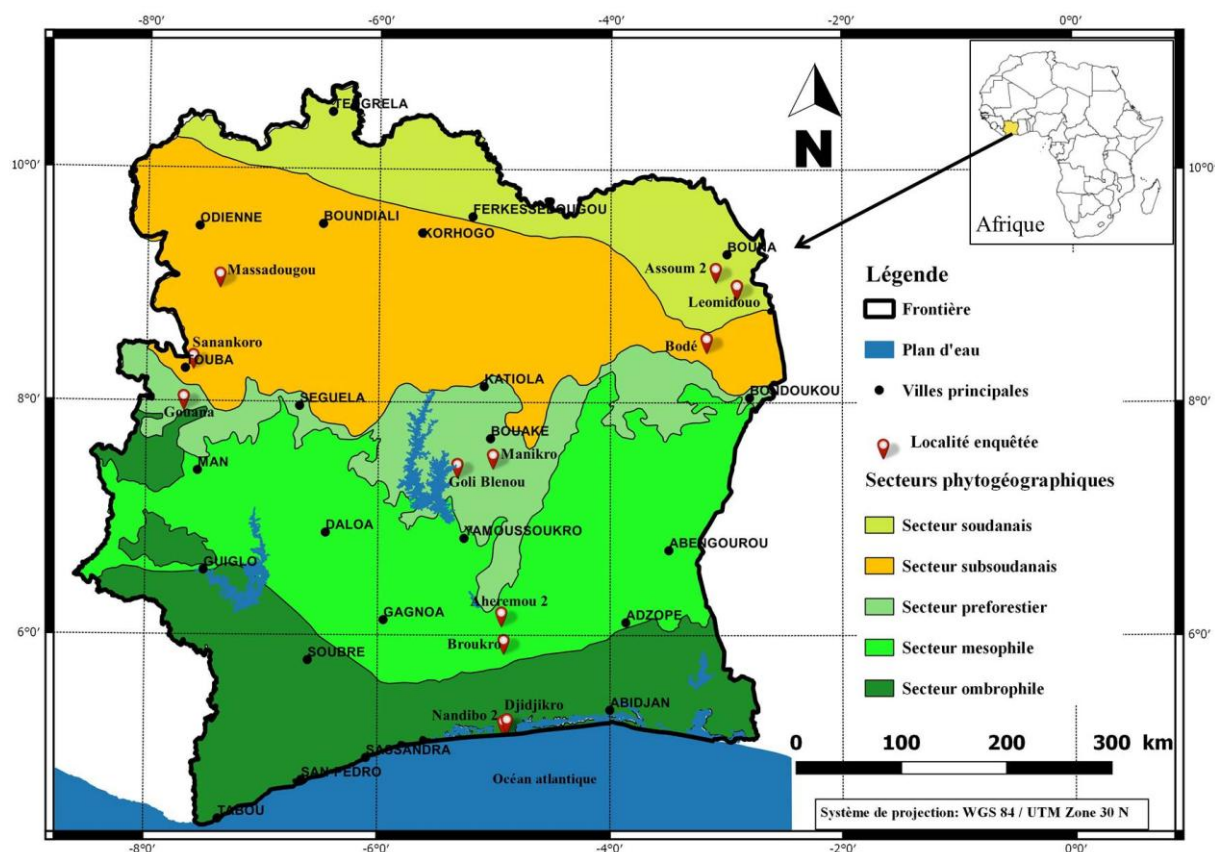 -8°0'
-6°0'
-4°0'
-2°0'
0°0'
10°0'
10°0'
8°0'
8°0'
6°0'
6°0'
-8°0'
-6°0'
-4°0'
-2°0'
0°0'
N
Afrique
TENGRELA
ODIENNE
BOUNDIALI
FERKESSEDOUGOU
KORHOGO
BOUNA
Massadougou
Assoum 2
Leomidouo
Sanankoro
TOUBA
Bodé
KATIOLA
Gouana
SEGUELA
BONDOUKOU
BOUAKE
Manikro
MAN
Goli Blenou
DALOA
YAMOUSSOUKRO
ABENGOUROU
GUIGLO
Aheremou 2
GAGNOA
ADZOPE
Broukro
SOUBRE
Djidjikro
Nandibo 2
ABIDJAN
SASSANDRA
SAN-PEDRO
TABOU
Océan atlantique
Légende
Frontière
Plan d'eau
Villes principales
Localité enquêtée
Secteurs phytogéographiques
Secteur soudanais
Secteur subsoudanais
Secteur preforestier
Secteur mesophile
Secteur ombrophile
0 100 200 300 km
Système de projection: WGS 84 / UTM Zone 30 N